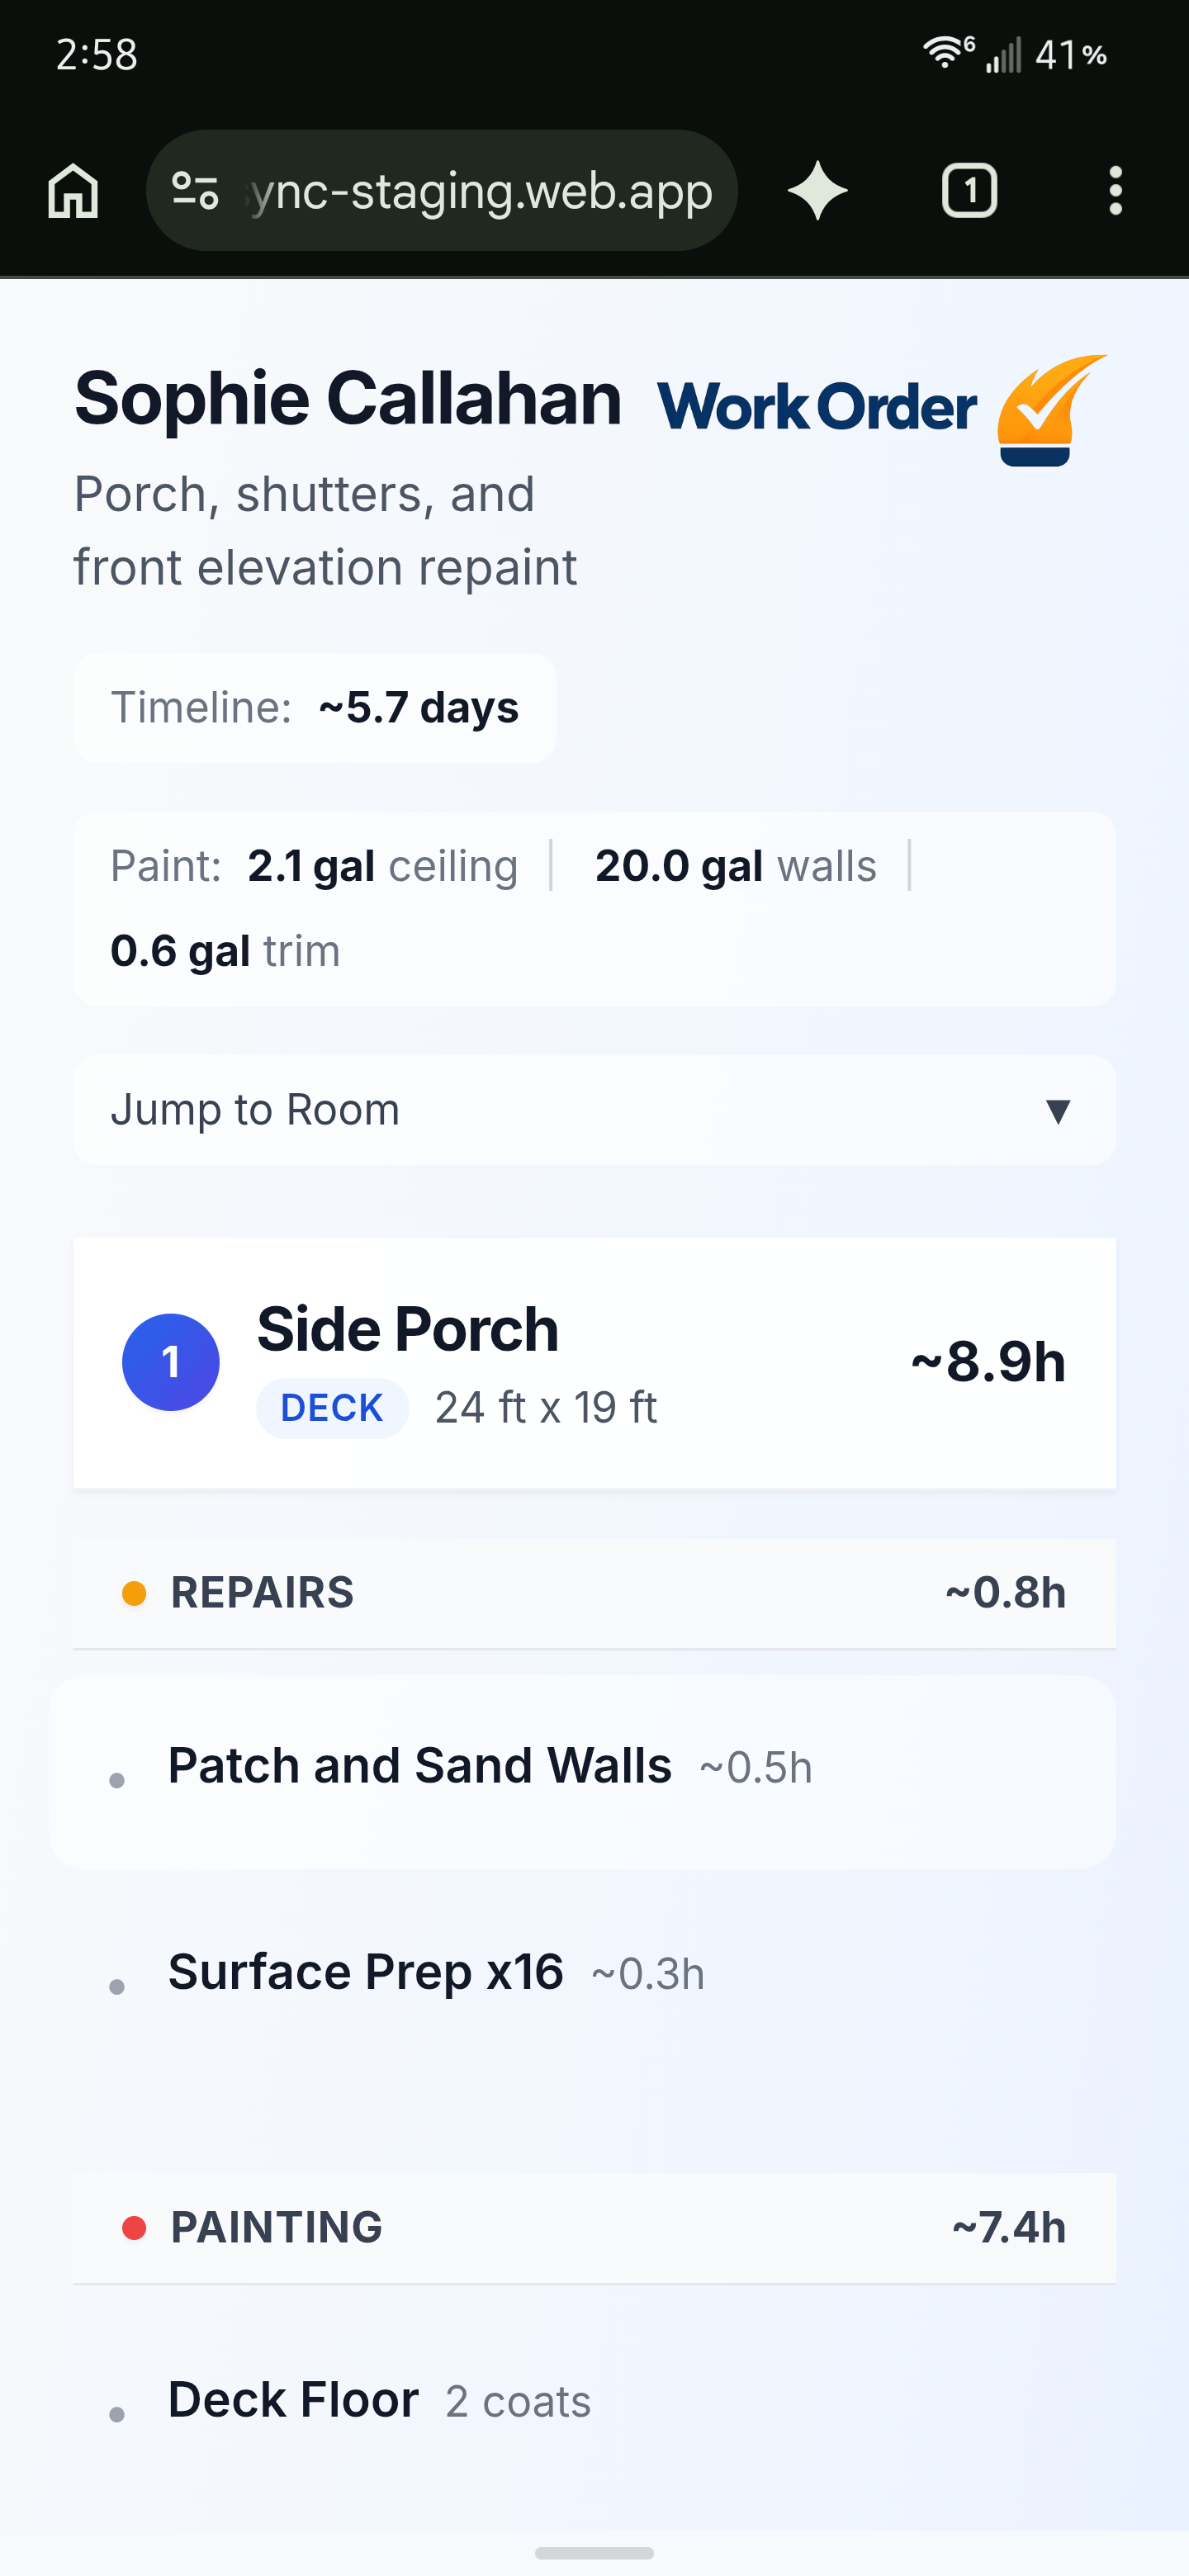 2:58
6 41%
ync-staging.web.app
1
Sophie Callahan
Work Order
Porch, shutters, and
front elevation repaint
Timeline: ~5.7 days
Paint: 2.1 gal ceiling | 20.0 gal walls |
0.6 gal trim
Jump to Room ▼
1
Side Porch
~8.9h
DECK 24 ft x 19 ft
REPAIRS ~0.8h
Patch and Sand Walls ~0.5h
Surface Prep x16 ~0.3h
PAINTING ~7.4h
Deck Floor 2 coats